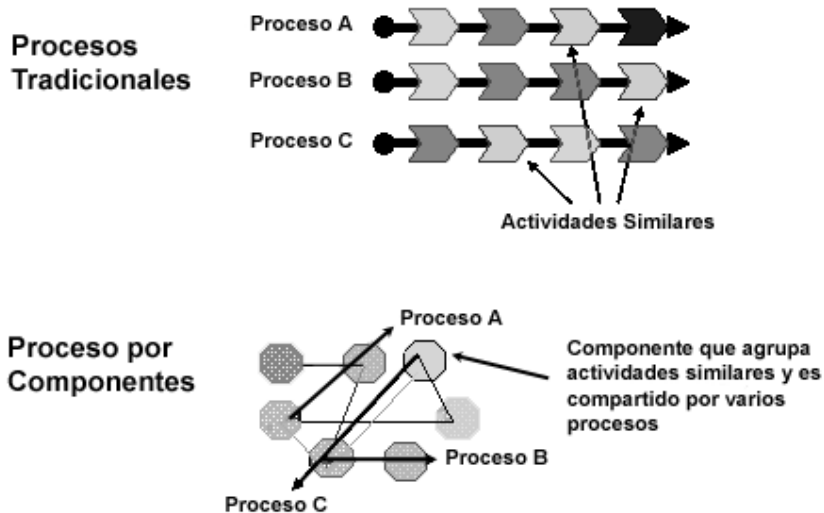 Procesos
Tradicionales
Proceso A
Proceso B
Proceso C
Actividades Similares
Proceso por
Componentes
Proceso A
Componente que agrupa
actividades similares y es
compartido por varios
procesos
Proceso B
Proceso C